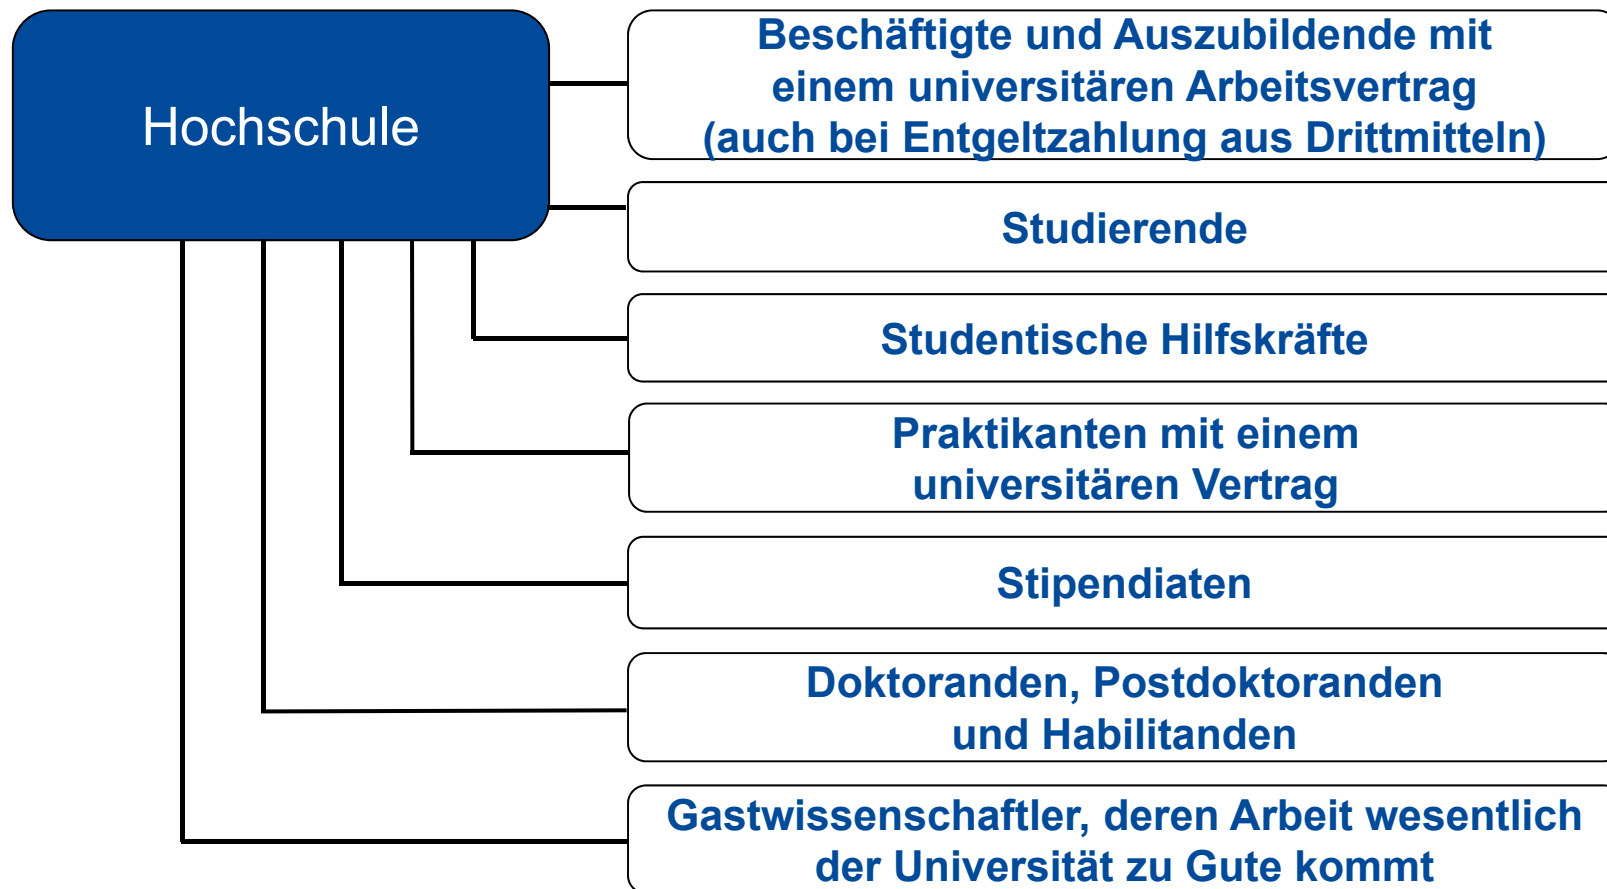 Hochschule
Beschäftigte und Auszubildende mit
einem universitären Arbeitsvertrag
(auch bei Entgeltzahlung aus Drittmitteln)
Studierende
Studentische Hilfskräfte
Praktikanten mit einem
universitären Vertrag
Stipendiaten
Doktoranden, Postdoktoranden
und Habilitanden
Gastwissenschaftler, deren Arbeit wesentlich
der Universität zu Gute kommt